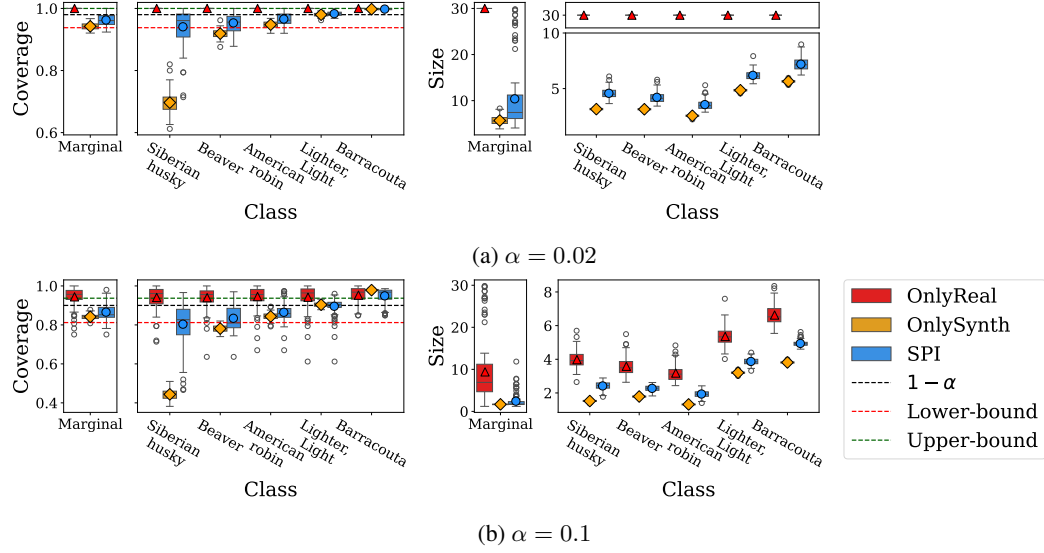 Coverage
1.0
0.8
0.6
Marginal
Siberian
husky
Beaver
American
robin
Lighter,
Light
Barracouta
Class
Size
30
20
10
Marginal
30
10
5
Siberian
husky
Beaver
American
robin
Lighter,
Light
Barracouta
Class
(a) α = 0.02
Coverage
1.0
0.8
0.6
0.4
Marginal
Siberian
husky
Beaver
American
robin
Lighter,
Light
Barracouta
Class
Size
30
20
10
0
Marginal
8
6
4
2
Siberian
husky
Beaver
American
robin
Lighter,
Light
Barracouta
Class
OnlyReal
OnlySynth
SPI
1−α
Lower-bound
Upper-bound
(b) α = 0.1